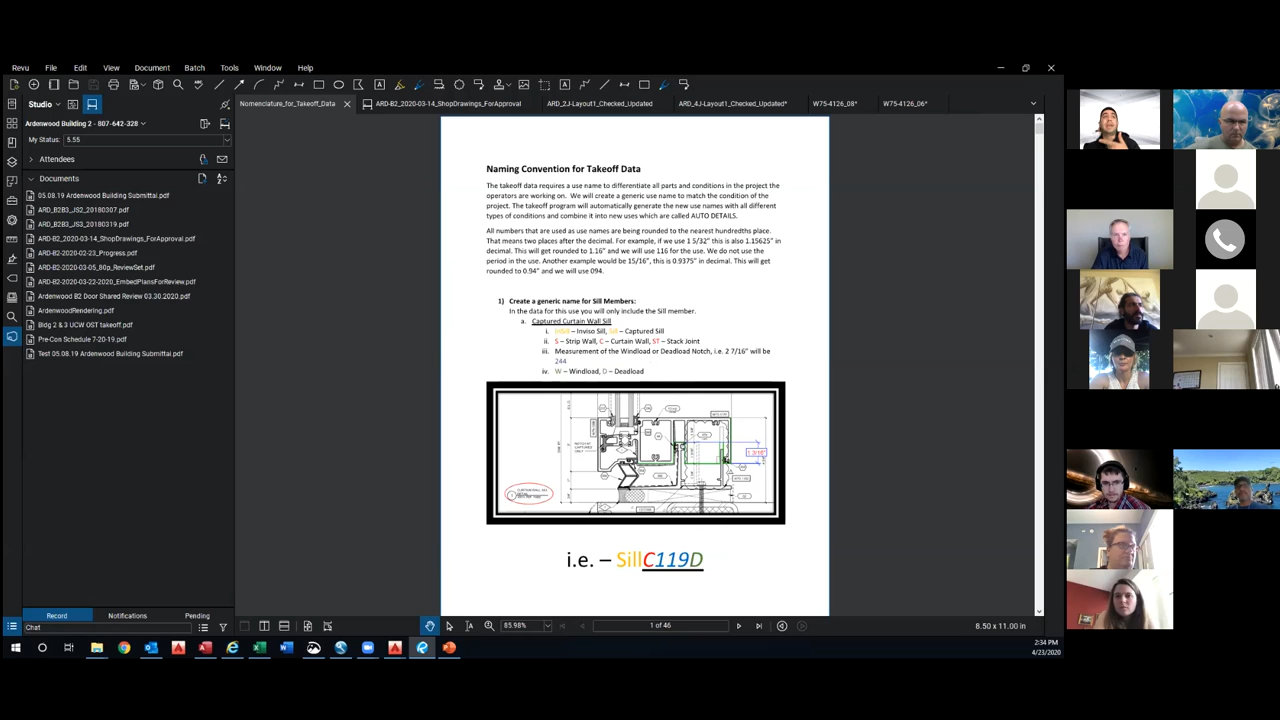 Revu File Edit View Document Batch Tools Window Help
Studio
Nomenclature_for_Takeoff_Data
ARD-B2_2020-03-14_ShopDrawings_ForApproval
ARD_2J-Layout1_Checked_Updated
ARD_4J-Layout1_Checked_Updated*
W75-4126_08*
W75-4126_06*
Ardenwood Building 2 - 807-642-328
My Status: 5.55
Attendees
Documents
05.08.19 Ardenwood Building Submittal.pdf
ARD_B2B3_JS2_20180307.pdf
ARD_B2B3_JS3_20180319.pdf
ARD-B2_2020-03-14_ShopDrawings_ForApproval.pdf
ARD-B2_2020-03-23_Progress.pdf
ARD-B2-2020-03-05_80p_ReviewSet.pdf
ARD-B2-2020-03-22-2020_EmbedPlansForReview.pdf
Ardenwood B2 Door Shared Review 03.30.2020.pdf
ArdenwoodRendering.pdf
Bldg 2 & 3 UCW OST takeoff.pdf
Pre-Con Schedule 7-20-19.pdf
Test 05.08.19 Ardenwood Building Submittal.pdf
Naming Convention for Takeoff Data
The takeoff data requires a use name to differentiate all parts and conditions in the project the
operators are working on. We will create a generic use name to match the condition of the
project. The takeoff program will automatically generate the new use names with all different
types of conditions and combine it into new uses which are called AUTO DETAILS.
All numbers that are used as use names are being rounded to the nearest hundredths place.
That means two places after the decimal. For example, if we use 1 5/32" this is also 1.15625" in
decimal. This will get rounded to 1.16" and we will use 116 for the use. We do not use the
period in the use. Another example would be 15/16", this is 0.9375" in decimal. This will get
rounded to 0.94" and we will use 094.
1) Create a generic name for Sill Members:
In the data for this use you will only include the Sill member.
a. Captured Curtain Wall Sill
i. InSill – Inviso Sill, Sill – Captured Sill
ii. S – Strip Wall, C – Curtain Wall, ST – Stack Joint
iii. Measurement of the Windload or Deadload Notch, i.e. 2 7/16" will be
244
iv. W – Windload, D – Deadload
1 3/16"
i.e. – SillC119D
Record Notifications Pending
Chat
85.98%
1 of 46
8.50 x 11.00 in
2:34 PM
4/23/2020